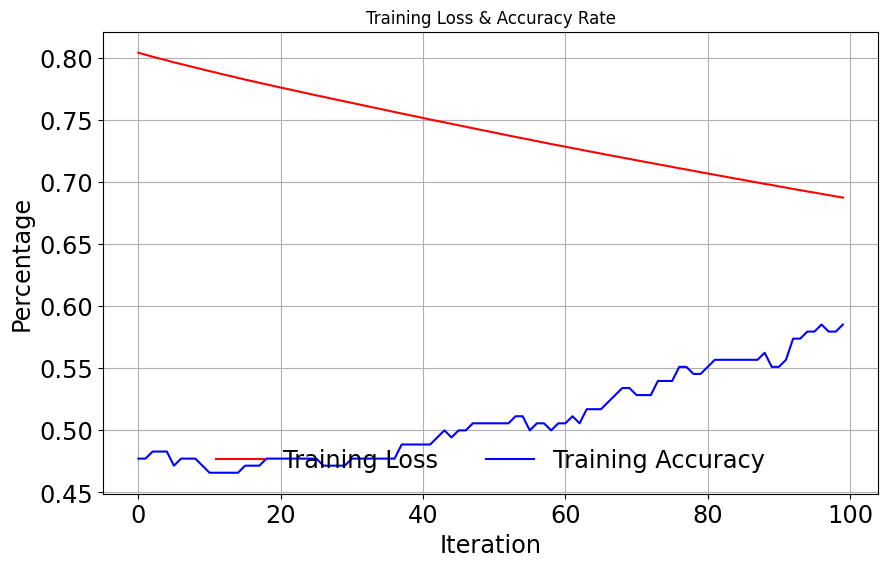 Training Loss & Accuracy Rate
0.80
0.75
0.70
0.65
0.60
0.55
0.50
0.45
Percentage
Training Loss
Training Accuracy
0 20 40 60 80 100
Iteration